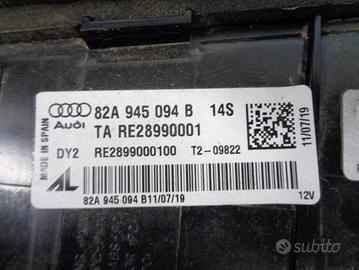 Audi
82A 945 094 B 14S
TA RE28990001
DY2 RE2899000100 T2-09822
82A 945 094 B11/07/19 12V
MADE IN SPAIN
AL
11/07/19
subito